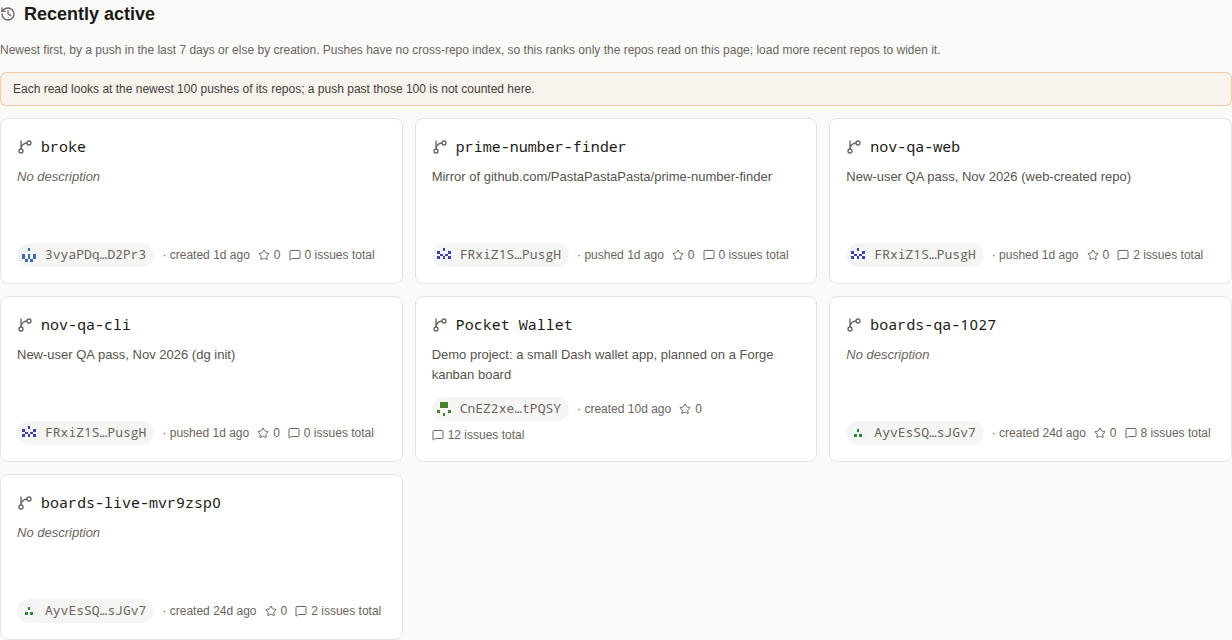 Recently active
Newest first, by a push in the last 7 days or else by creation. Pushes have no cross-repo index, so this ranks only the repos read on this page; load more recent repos to widen it.
Each read looks at the newest 100 pushes of its repos; a push past those 100 is not counted here.
broke
No description
3vyaPDq…D2Pr3 · created 1d ago 0 0 issues total
prime-number-finder
Mirror of github.com/PastaPastaPasta/prime-number-finder
FRxiZ1S…PusgH · pushed 1d ago 0 0 issues total
nov-qa-web
New-user QA pass, Nov 2026 (web-created repo)
FRxiZ1S…PusgH · pushed 1d ago 0 2 issues total
nov-qa-cli
New-user QA pass, Nov 2026 (dg init)
FRxiZ1S…PusgH · pushed 1d ago 0 0 issues total
Pocket Wallet
Demo project: a small Dash wallet app, planned on a Forge
kanban board
CnEZ2xe…tPQSY · created 10d ago 0
12 issues total
boards-qa-1027
No description
AyvEsSQ…sJGv7 · created 24d ago 0 8 issues total
boards-live-mvr9zsp0
No description
AyvEsSQ…sJGv7 · created 24d ago 0 2 issues total